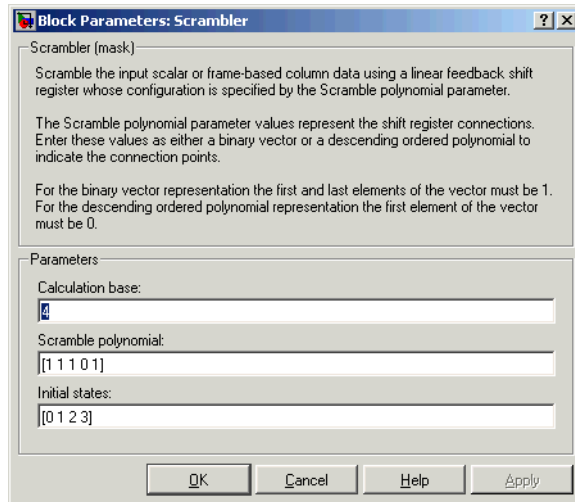 Block Parameters: Scrambler
Scrambler (mask)
Scramble the input scalar or frame-based column data using a linear feedback shift
register whose configuration is specified by the Scramble polynomial parameter.
The Scramble polynomial parameter values represent the shift register connections.
Enter these values as either a binary vector or a descending ordered polynomial to
indicate the connection points.
For the binary vector representation the first and last elements of the vector must be 1.
For the descending ordered polynomial representation the first element of the vector
must be 0.
Parameters
Calculation base:
4
Scramble polynomial:
[1 1 1 0 1]
Initial states:
[0 1 2 3]
OK Cancel Help Apply